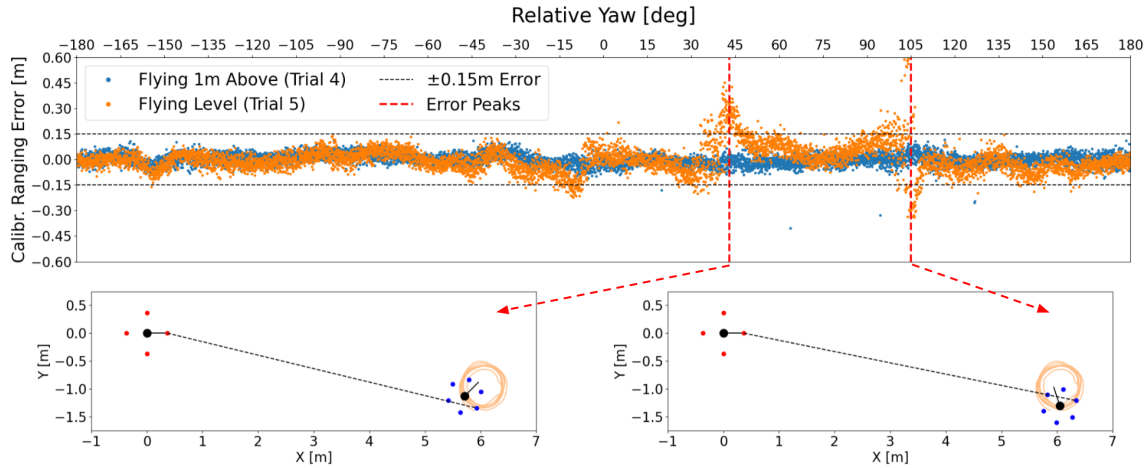 Relative Yaw [deg]
−180 −165 −155 −135 −120 −105 −90 −75 −60 −45 −30 −15 0 15 30 45 60 75 90 105 120 135 150 165 180
Calibr. Ranging Error [m]
0.60
0.45
0.30
0.15
0.00
−0.15
−0.30
−0.45
−0.60
Flying 1m Above (Trial 4)
Flying Level (Trial 5)
±0.15m Error
Error Peaks
Y [m]
0.5
0.0
−0.5
−1.0
−1.5
−1 0 1 2 3 4 5 6 7
X [m]
Y [m]
0.5
0.0
−0.5
−1.0
−1.5
−1 0 1 2 3 4 5 6 7
X [m]